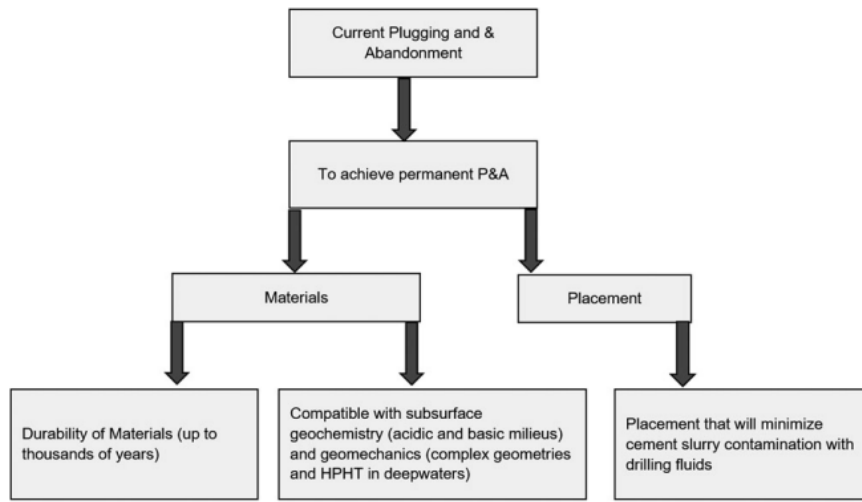 Current Plugging and &
Abandonment
To achieve permanent P&A
Materials
Placement
Durability of Materials (up to
thousands of years)
Compatible with subsurface
geochemistry (acidic and basic milieus)
and geomechanics (complex geometries
and HPHT in deepwaters)
Placement that will minimize
cement slurry contamination with
drilling fluids